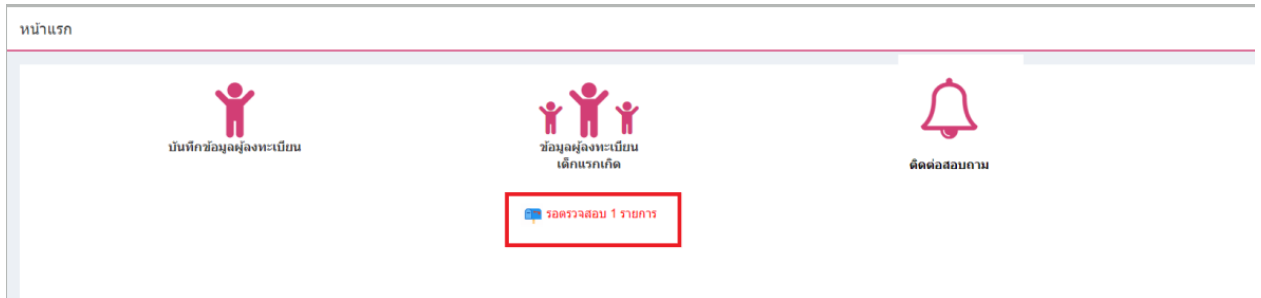 หน้าแรก
บันทึกข้อมูลผู้ลงทะเบียน
ข้อมูลผู้ลงทะเบียน
เด็กแรกเกิด
ติดต่อสอบถาม
รอตรวจสอบ 1 รายการ